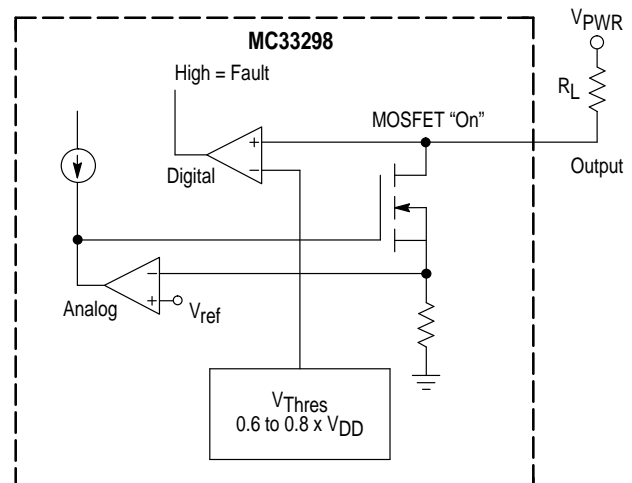 MC33298
VPWR
High = Fault
RL
MOSFET “On”
+
−
Digital
Output
−
+
Analog
Vref
VThres
0.6 to 0.8 x VDD